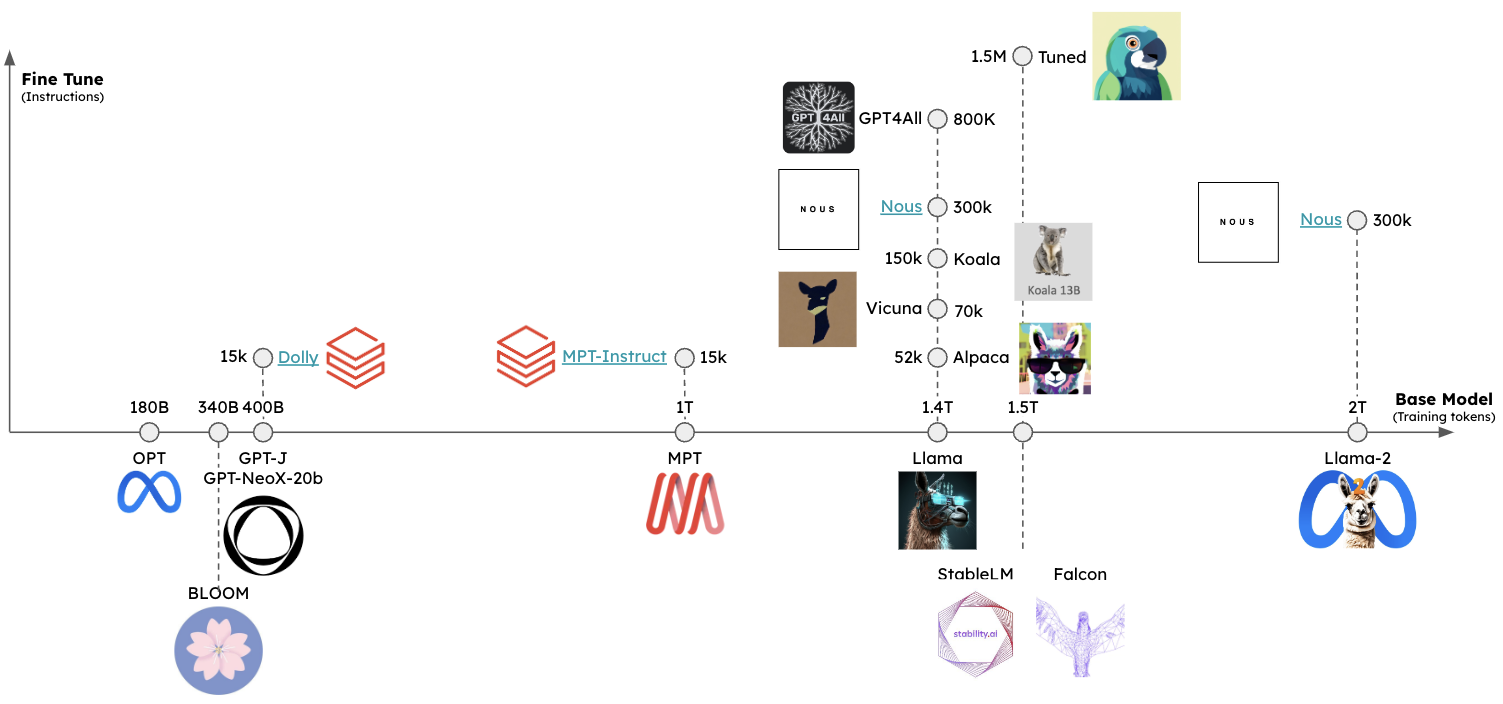 Fine Tune
(Instructions)
1.5M Tuned
GPT 4All
GPT4All 800K
NOUS
Nous 300k
NOUS
Nous 300k
150k Koala
Koala 13B
Vicuna 70k
15k Dolly
MPT-Instruct 15k
52k Alpaca
180B 340B 400B 1T 1.4T 1.5T 2T
Base Model
(Training tokens)
OPT
GPT-J
GPT-NeoX-20b
MPT
Llama
Llama-2
2
BLOOM
StableLM Falcon
stability.ai